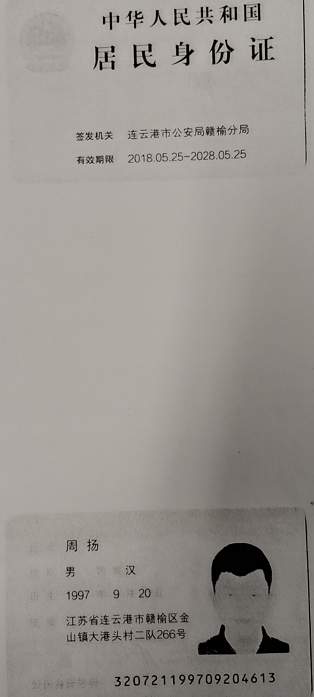 中华人民共和国
居民身份证
签发机关 连云港市公安局赣榆分局
有效期限 2018.05.25-2028.05.25
周扬
男 汉
1997 9 20
江苏省连云港市赣榆区金
山镇大港头村二队266号
320721199709204613